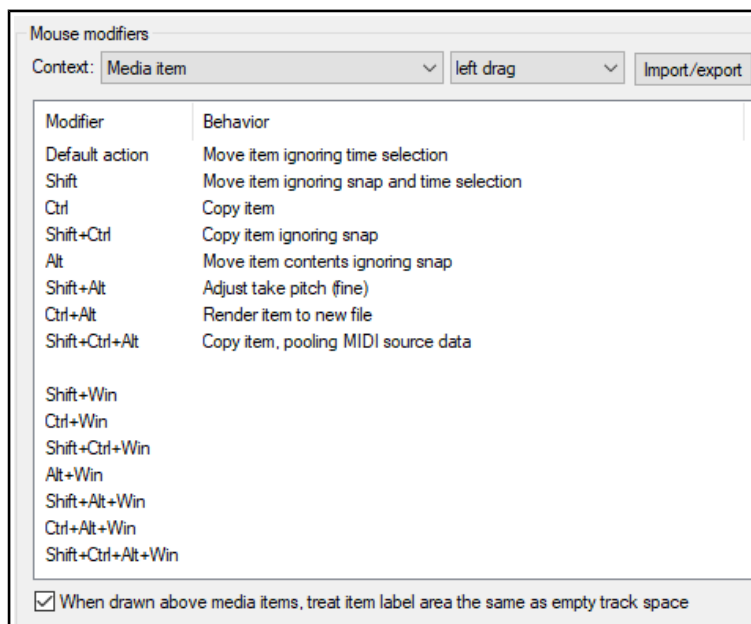 Mouse modifiers
Context: Media item left drag Import/export
Modifier Behavior
Default action Move item ignoring time selection
Shift Move item ignoring snap and time selection
Ctrl Copy item
Shift+Ctrl Copy item ignoring snap
Alt Move item contents ignoring snap
Shift+Alt Adjust take pitch (fine)
Ctrl+Alt Render item to new file
Shift+Ctrl+Alt Copy item, pooling MIDI source data
Shift+Win
Ctrl+Win
Shift+Ctrl+Win
Alt+Win
Shift+Alt+Win
Ctrl+Alt+Win
Shift+Ctrl+Alt+Win
When drawn above media items, treat item label area the same as empty track space